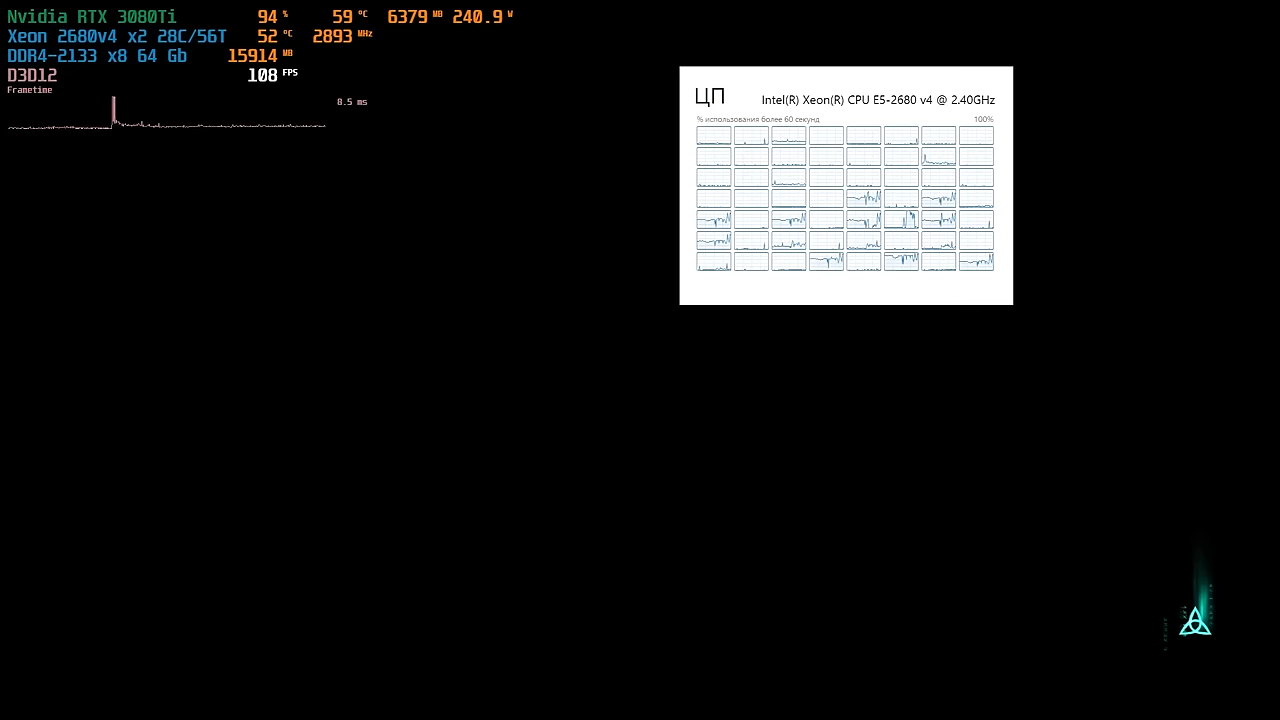 Nvidia RTX 3080Ti 94 % 59 °C 6379 MB 240.9 W
Xeon 2680v4 x2 28C/56T 52 °C 2893 MHz
DDR4-2133 x8 64 Gb 15914 MB
D3D12 108 FPS
Frametime
8.5 ms
ЦП Intel(R) Xeon(R) CPU E5-2680 v4 @ 2.40GHz
% использования более 60 секунд 100%